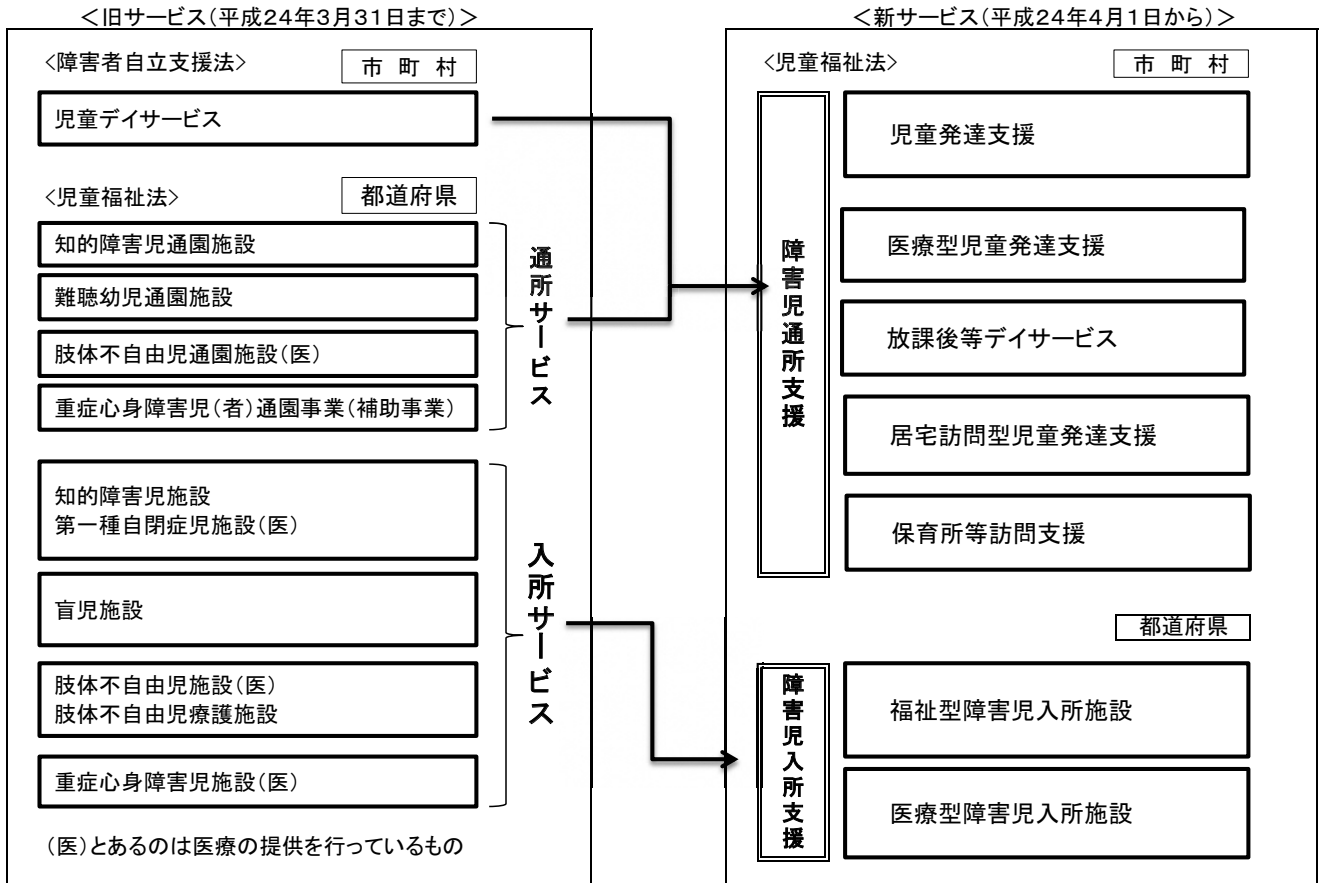 ＜旧サービス（平成２４年３月３１日まで）＞
〈障害者自立支援法〉
市 町 村
児童デイサービス
〈児童福祉法〉
都道府県
知的障害児通園施設
難聴幼児通園施設
肢体不自由児通園施設（医）
重症心身障害児（者）通園事業（補助事業）
通所サービス
知的障害児施設
第一種自閉症児施設（医）
盲児施設
肢体不自由児施設（医）
肢体不自由児療護施設
重症心身障害児施設（医）
入所サービス
（医）とあるのは医療の提供を行っているもの
＜新サービス（平成２４年４月１日から）＞
〈児童福祉法〉
市 町 村
障害児通所支援
児童発達支援
医療型児童発達支援
放課後等デイサービス
居宅訪問型児童発達支援
保育所等訪問支援
都道府県
障害児入所支援
福祉型障害児入所施設
医療型障害児入所施設